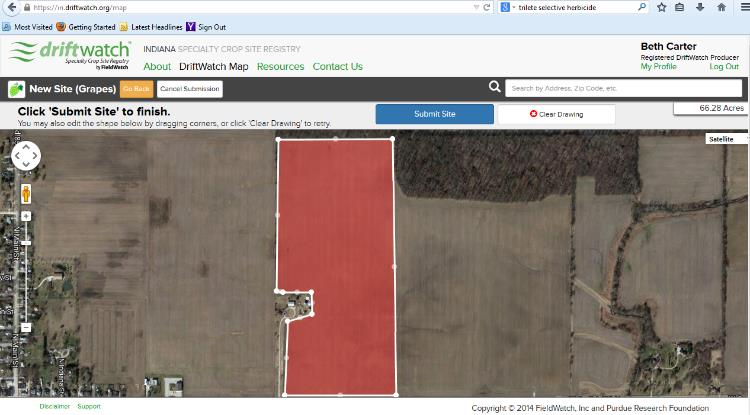 https://in.driftwatch.org/map
trilete selective herbicide
Most Visited Getting Started Latest Headlines Sign Out
driftwatch
Specialty Crop Site Registry
by FieldWatch
INDIANA SPECIALTY CROP SITE REGISTRY
About DriftWatch Map Resources Contact Us
Beth Carter
Registered DriftWatch Producer
My Profile Log Out
New Site (Grapes) Go Back Cancel Submission
Search by Address, Zip Code, etc.
Click 'Submit Site' to finish.
You may also edit the shape below by dragging corners, or click 'Clear Drawing' to retry.
Submit Site
Clear Drawing
66.28 Acres
Satellite
N Main St
N Main St
Disclaimer Support
Copyright © 2014 FieldWatch, Inc and Purdue Research Foundation